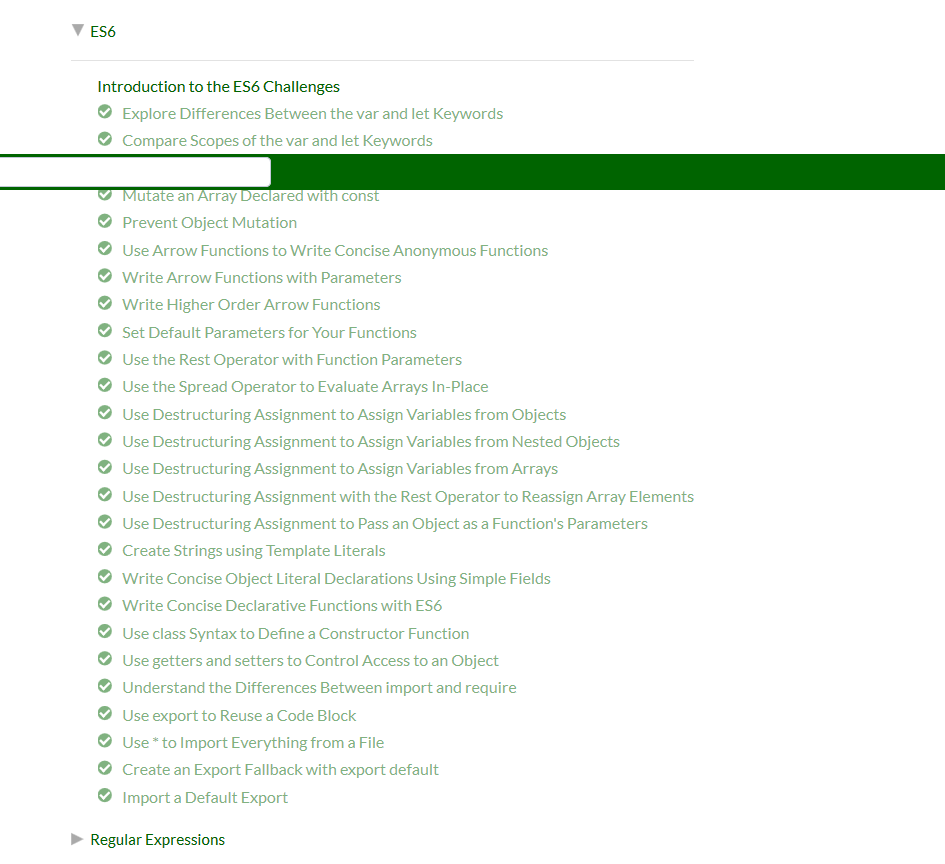 ES6
Introduction to the ES6 Challenges
Explore Differences Between the var and let Keywords
Compare Scopes of the var and let Keywords
Mutate an Array Declared with const
Prevent Object Mutation
Use Arrow Functions to Write Concise Anonymous Functions
Write Arrow Functions with Parameters
Write Higher Order Arrow Functions
Set Default Parameters for Your Functions
Use the Rest Operator with Function Parameters
Use the Spread Operator to Evaluate Arrays In-Place
Use Destructuring Assignment to Assign Variables from Objects
Use Destructuring Assignment to Assign Variables from Nested Objects
Use Destructuring Assignment to Assign Variables from Arrays
Use Destructuring Assignment with the Rest Operator to Reassign Array Elements
Use Destructuring Assignment to Pass an Object as a Function's Parameters
Create Strings using Template Literals
Write Concise Object Literal Declarations Using Simple Fields
Write Concise Declarative Functions with ES6
Use class Syntax to Define a Constructor Function
Use getters and setters to Control Access to an Object
Understand the Differences Between import and require
Use export to Reuse a Code Block
Use * to Import Everything from a File
Create an Export Fallback with export default
Import a Default Export
Regular Expressions